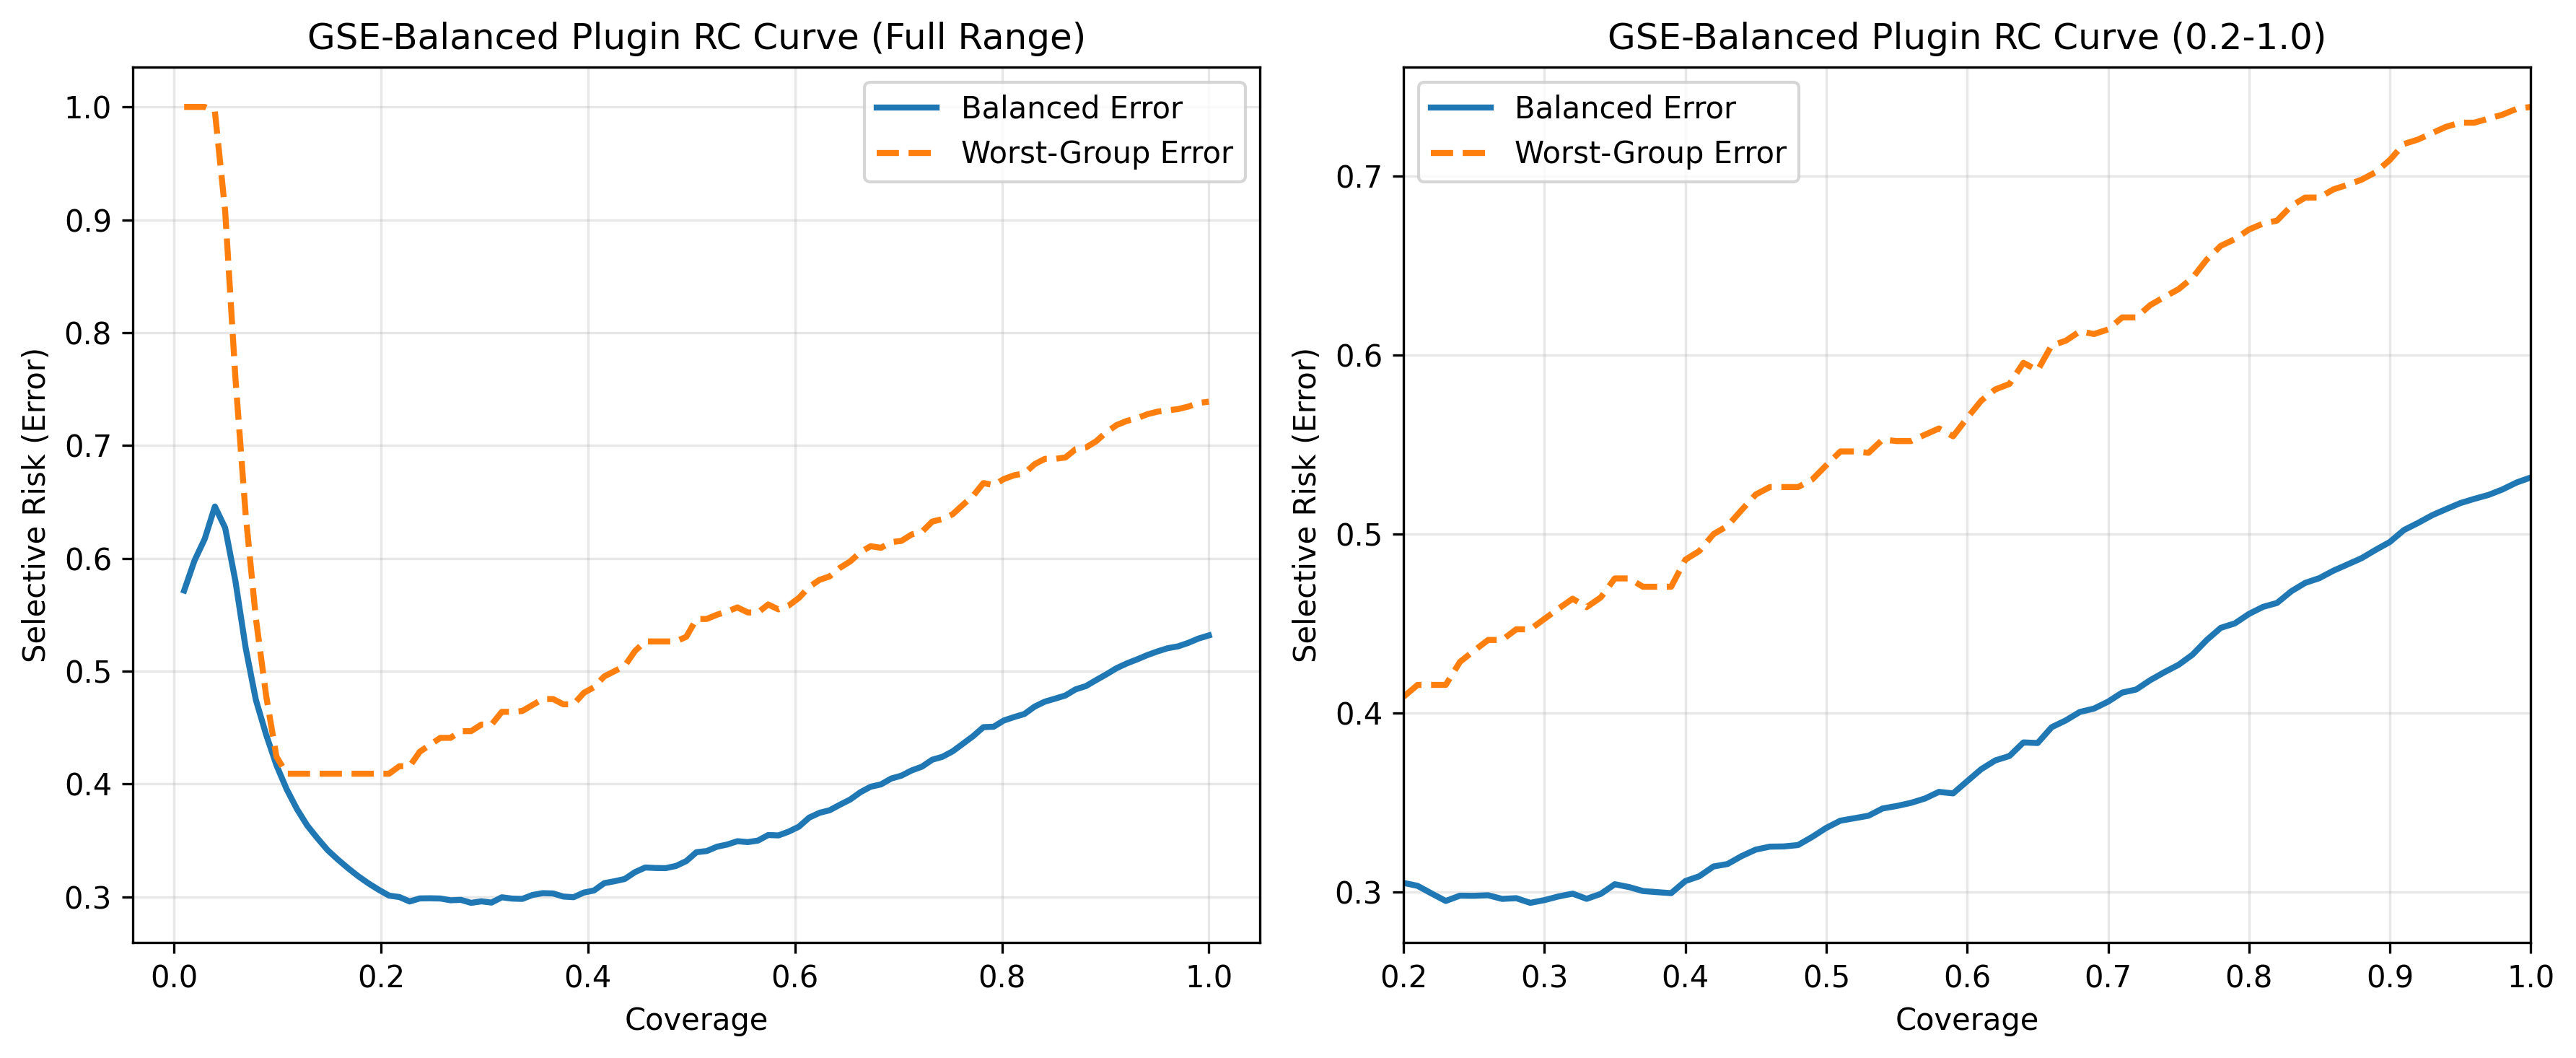 GSE-Balanced Plugin RC Curve (Full Range)
Balanced Error
Worst-Group Error
1.0
0.9
0.8
0.7
0.6
0.5
0.4
0.3
Selective Risk (Error)
0.0 0.2 0.4 0.6 0.8 1.0
Coverage
GSE-Balanced Plugin RC Curve (0.2-1.0)
Balanced Error
Worst-Group Error
0.7
0.6
0.5
0.4
0.3
Selective Risk (Error)
0.2 0.3 0.4 0.5 0.6 0.7 0.8 0.9 1.0
Coverage